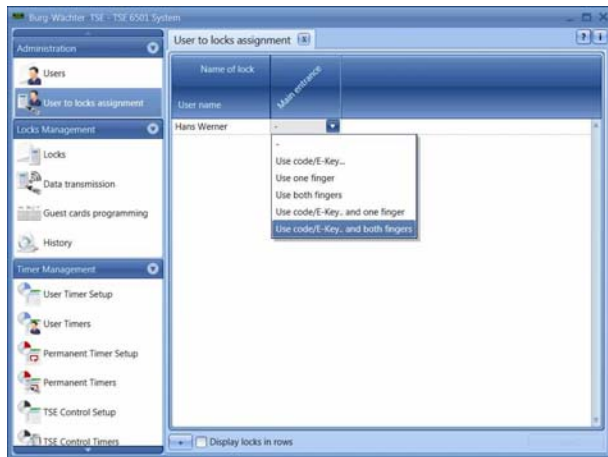 Burg-Wächter TSE - TSE 6501 System
Administration
Users
User to locks assignment
Locks Management
Locks
Data transmission
Guest cards programming
History
Timer Management
User Timer Setup
User Timers
Permanent Timer Setup
Permanent Timers
TSE Control Setup
TSE Control Timers
User to locks assignment
Name of lock
Main entrance
User name
Hans Werner
-
-
Use code/E-Key...
Use one finger
Use both fingers
Use code/E-Key.. and one finger
Use code/E-Key.. and both fingers
Display locks in rows